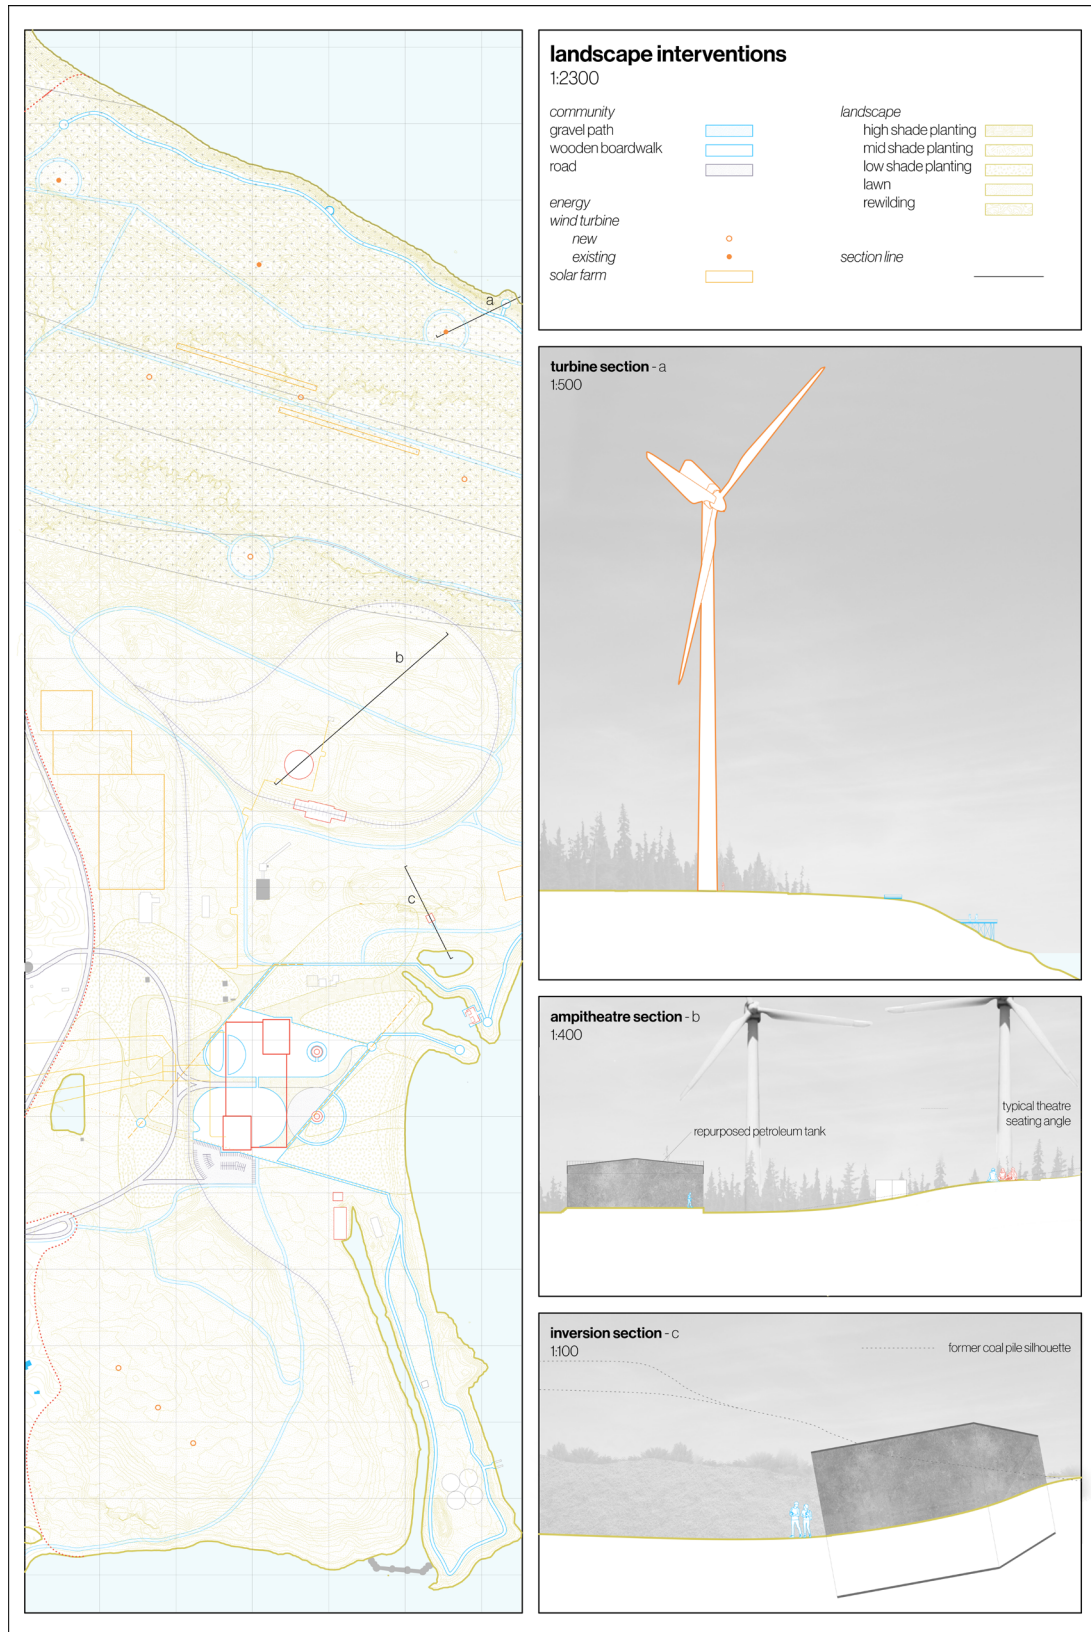 landscape interventions
1:2300
community
gravel path
wooden boardwalk
road
energy
wind turbine
new
existing
solar farm
landscape
high shade planting
mid shade planting
low shade planting
lawn
rewilding
section line
a
b
c
turbine section - a
1:500
ampitheatre section - b
1:400
typical theatre
seating angle
repurposed petroleum tank
inversion section - c
1:100
former coal pile silhouette